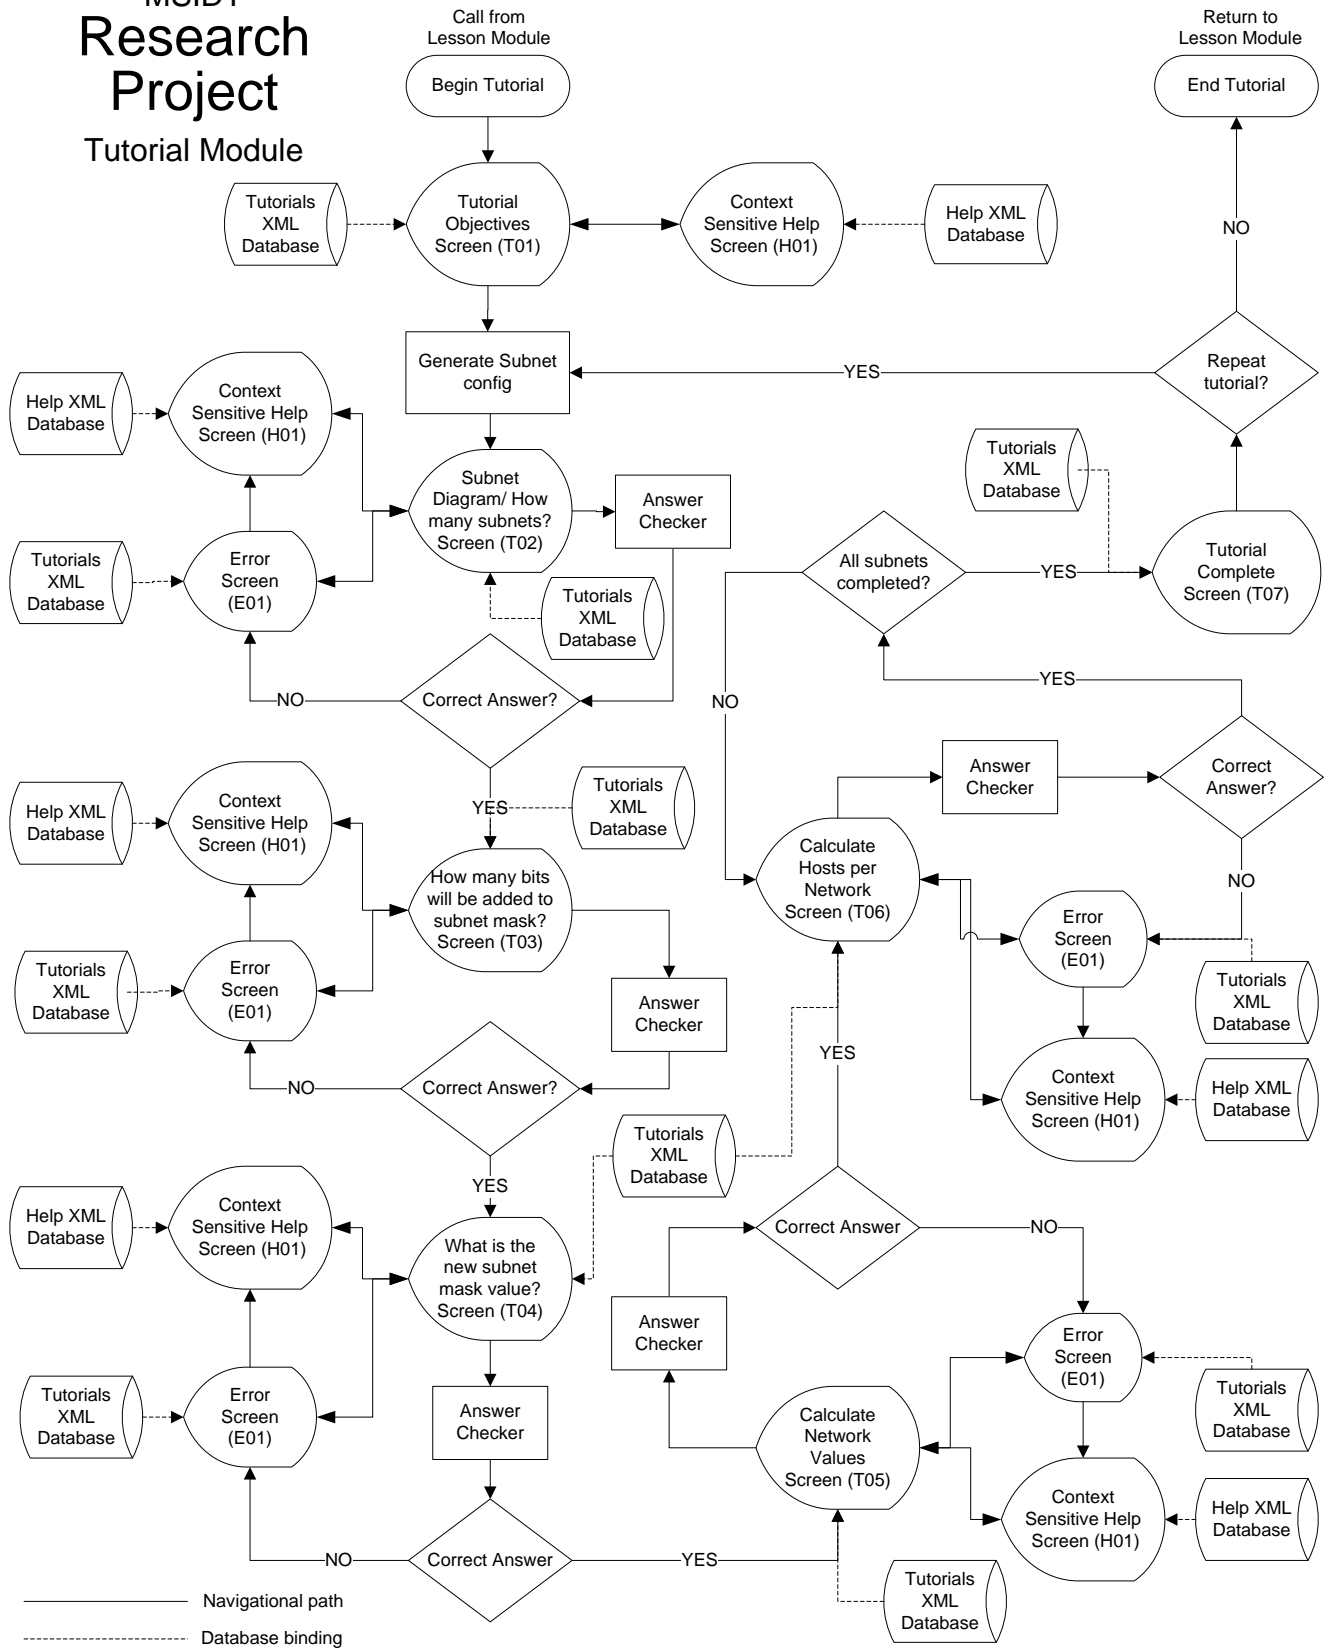 Research
Project
Tutorial Module
Call from
Lesson Module
Begin Tutorial
Return to
Lesson Module
End Tutorial
Tutorials
XML
Database
Tutorial
Objectives
Screen (T01)
Context
Sensitive Help
Screen (H01)
Help XML
Database
NO
Generate Subnet
config
YES
Repeat
tutorial?
Help XML
Database
Context
Sensitive Help
Screen (H01)
Subnet
Diagram/ How
many subnets?
Screen (T02)
Answer
Checker
Tutorials
XML
Database
Tutorials
XML
Database
Error
Screen
(E01)
Tutorials
XML
Database
All subnets
completed?
YES
Tutorial
Complete
Screen (T07)
NO
Correct Answer?
NO
YES
YES
Tutorials
XML
Database
Answer
Checker
Correct
Answer?
Help XML
Database
Context
Sensitive Help
Screen (H01)
How many bits
will be added to
subnet mask?
Screen (T03)
Calculate
Hosts per
Network
Screen (T06)
NO
Error
Screen
(E01)
Tutorials
XML
Database
Tutorials
XML
Database
Error
Screen
(E01)
Answer
Checker
YES
NO
Correct Answer?
Context
Sensitive Help
Screen (H01)
Help XML
Database
Tutorials
XML
Database
YES
Help XML
Database
Context
Sensitive Help
Screen (H01)
What is the
new subnet
mask value?
Screen (T04)
Correct Answer
NO
Answer
Checker
Error
Screen
(E01)
Tutorials
XML
Database
Tutorials
XML
Database
Error
Screen
(E01)
Answer
Checker
Calculate
Network
Values
Screen (T05)
Context
Sensitive Help
Screen (H01)
Help XML
Database
NO
Correct Answer
YES
Tutorials
XML
Database
Navigational path
Database binding